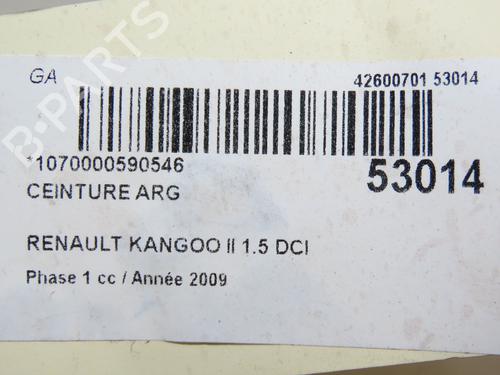 GA
42600701 53014
*1070000590546
53014
CEINTURE ARG
RENAULT KANGOO II 1.5 DCI
Phase 1 cc / Année 2009
B-PARTS